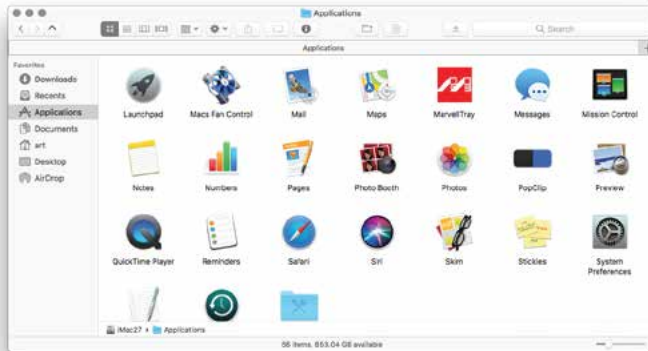 Applications
Search
Applications
Favorites
Downloads
Recents
Applications
Documents
art
Desktop
AirDrop
Launchpad Macs Fan Control Mail Maps MarvellTray Messages Mission Control
Notes Numbers Pages Photo Booth Photos PopClip Preview
QuickTime Player Reminders Safari Siri Skim Stickies System
Preferences
iMac27 Applications
56 items, 653.04 GB available